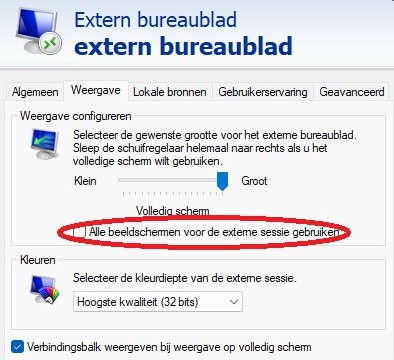 Extern bureaublad
extern bureaublad
Algemeen Weergave Lokale bronnen Gebruikerservaring Geavanceerd
Weergave configureren
Selecteer de gewenste grootte voor het externe bureaublad.
Sleep de schuifregelaar helemaal naar rechts als u het
volledig scherm wilt gebruiken.
Klein Groot
Volledig scherm
Alle beeldschermen voor de externe sessie gebruiken
Kleuren
Selecteer de kleurdiepte van de externe sessie.
Hoogste kwaliteit (32 bits)
Verbindingsbalk weergeven bij weergave op volledig scherm